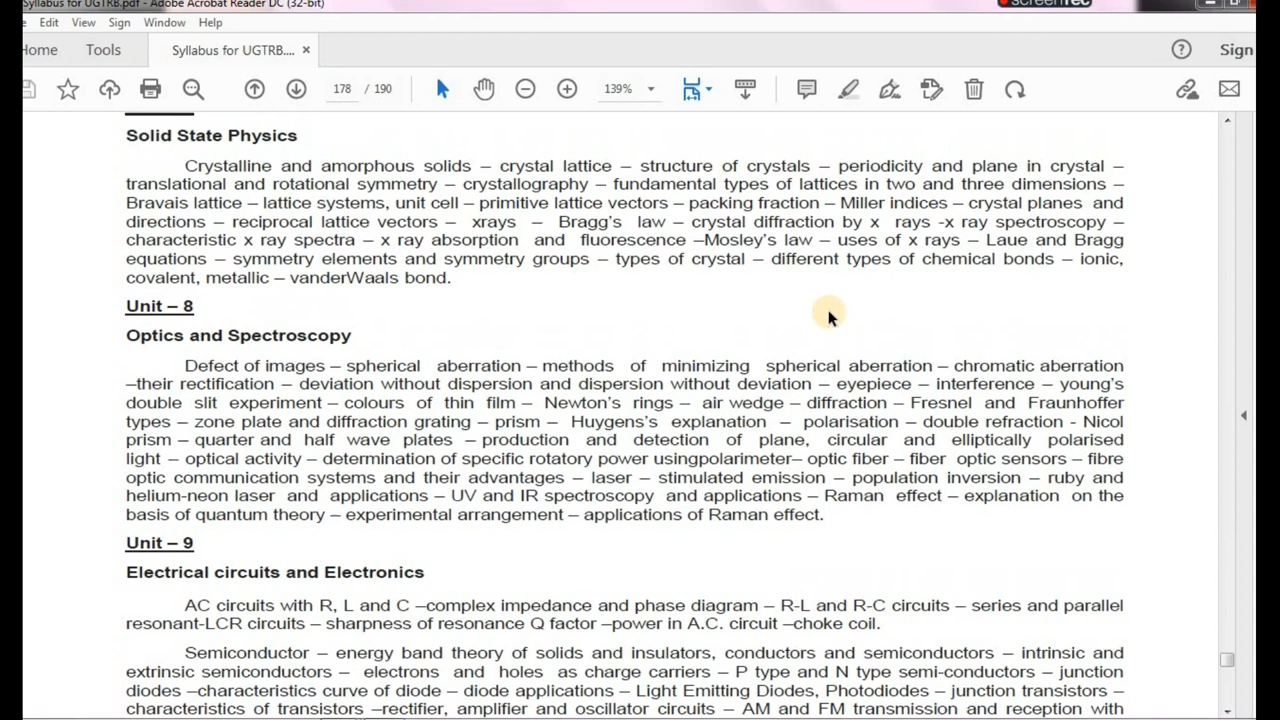 Syllabus for UGTRB.pdf - Adobe Acrobat Reader DC (32-bit)
Edit View Sign Window Help
Home Tools Syllabus for UGTRB.... × ? Sign
178 / 190 139%
Solid State Physics
Crystalline and amorphous solids – crystal lattice – structure of crystals – periodicity and plane in crystal –
translational and rotational symmetry – crystallography – fundamental types of lattices in two and three dimensions –
Bravais lattice – lattice systems, unit cell – primitive lattice vectors – packing fraction – Miller indices – crystal planes and
directions – reciprocal lattice vectors – xrays – Bragg's law – crystal diffraction by x rays -x ray spectroscopy –
characteristic x ray spectra – x ray absorption and fluorescence –Mosley's law – uses of x rays – Laue and Bragg
equations – symmetry elements and symmetry groups – types of crystal – different types of chemical bonds – ionic,
covalent, metallic – vanderWaals bond.
Unit – 8
Optics and Spectroscopy
Defect of images – spherical aberration – methods of minimizing spherical aberration – chromatic aberration
–their rectification – deviation without dispersion and dispersion without deviation – eyepiece – interference – young's
double slit experiment – colours of thin film – Newton's rings – air wedge – diffraction – Fresnel and Fraunhoffer
types – zone plate and diffraction grating – prism – Huygens's explanation – polarisation – double refraction - Nicol
prism – quarter and half wave plates – production and detection of plane, circular and elliptically polarised
light – optical activity – determination of specific rotatory power usingpolarimeter– optic fiber – fiber optic sensors – fibre
optic communication systems and their advantages – laser – stimulated emission – population inversion – ruby and
helium-neon laser and applications – UV and IR spectroscopy and applications – Raman effect – explanation on the
basis of quantum theory – experimental arrangement – applications of Raman effect.
Unit – 9
Electrical circuits and Electronics
AC circuits with R, L and C –complex impedance and phase diagram – R-L and R-C circuits – series and parallel
resonant-LCR circuits – sharpness of resonance Q factor –power in A.C. circuit –choke coil.
Semiconductor – energy band theory of solids and insulators, conductors and semiconductors – intrinsic and
extrinsic semiconductors – electrons and holes as charge carriers – P type and N type semi-conductors – junction
diodes –characteristics curve of diode – diode applications – Light Emitting Diodes, Photodiodes – junction transistors –
characteristics of transistors –rectifier, amplifier and oscillator circuits – AM and FM transmission and reception with